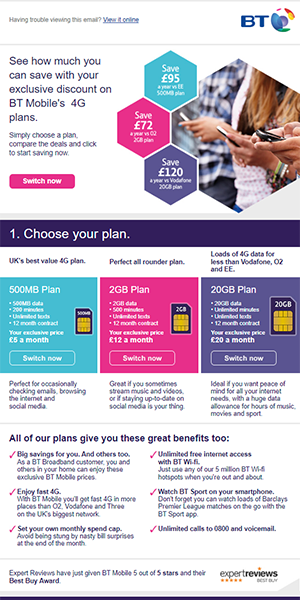 Having trouble viewing this email? View it online
BT
See how much you
can save with your
exclusive discount on
BT Mobile's 4G
plans.
Simply choose a plan,
compare the deals and click
to start saving now.
Switch now
Save
£95
a year vs EE
500MB plan
Save
£72
a year vs O2
2GB plan
Save
£120
a year vs Vodafone
20GB plan
1. Choose your plan.
UK's best value 4G plan.
500MB Plan
• 500MB data
• 200 minutes
• Unlimited texts
• 12 month contract
Your exclusive price
£5 a month
500MB
Switch now
Perfect for occasionally
checking emails, browsing
the internet and
social media.
Perfect all rounder plan.
2GB Plan
• 2GB data
• 500 minutes
• Unlimited texts
• 12 month contract
Your exclusive price
£12 a month
2GB
Switch now
Great if you sometimes
stream music and videos,
or if staying up-to-date on
social media is your thing.
Loads of 4G data for
less than Vodafone, O2
and EE.
20GB Plan
• 20GB data
• Unlimited minutes
• Unlimited texts
• 12 month contract
Your exclusive price
£20 a month
20GB
Switch now
Ideal if you want peace of
mind for all your internet
needs, with a huge data
allowance for hours of music,
movies and sport.
All of our plans give you these great benefits too:
Big savings for you. And others too.
As a BT Broadband customer, you and
others in your home can enjoy these
exclusive BT Mobile prices.
Enjoy fast 4G.
With BT Mobile you'll get fast 4G in more
places than O2, Vodafone and Three
on the UK's biggest network.
Set your own monthly spend cap.
Avoid being stung by nasty bill surprises
at the end of the month.
Unlimited free internet access
with BT Wi-fi.
Just use any of our 5 million BT Wi-fi
hotspots when you're out and about.
Watch BT Sport on your smartphone.
Don't forget you can watch loads of Barclays
Premier League matches on the go with the
BT Sport app.
Unlimited calls to 0800 and voicemail.
Expert Reviews have just given BT Mobile 5 out of 5 stars and their
Best Buy Award.
expertreviews
BEST BUY